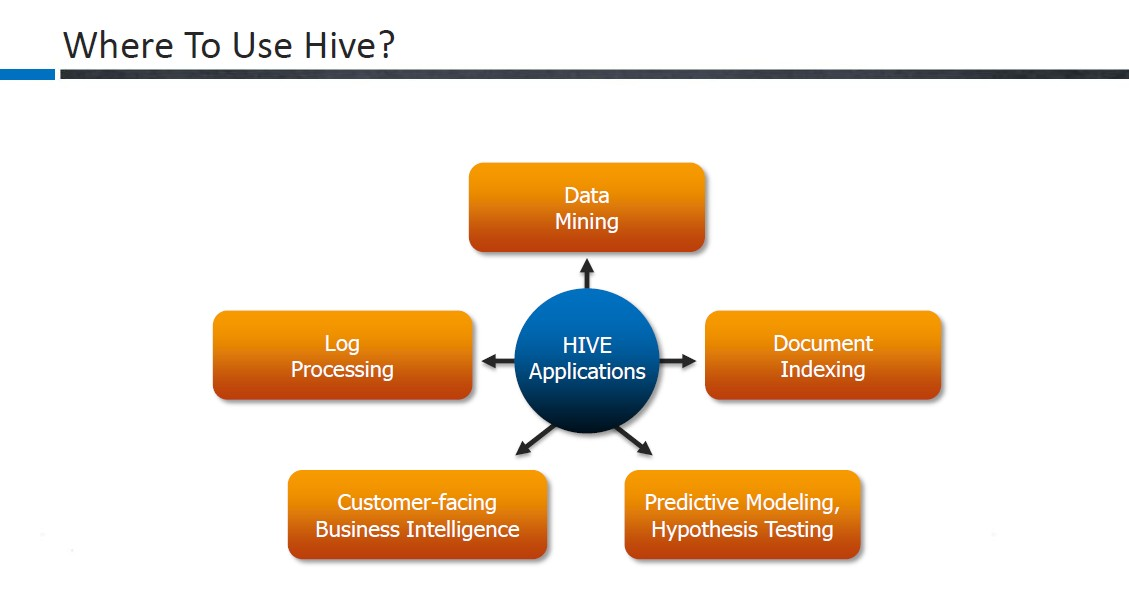 Where To Use Hive?
Data
Mining
Log
Processing
HIVE
Applications
Document
Indexing
Customer-facing
Business Intelligence
Predictive Modeling,
Hypothesis Testing